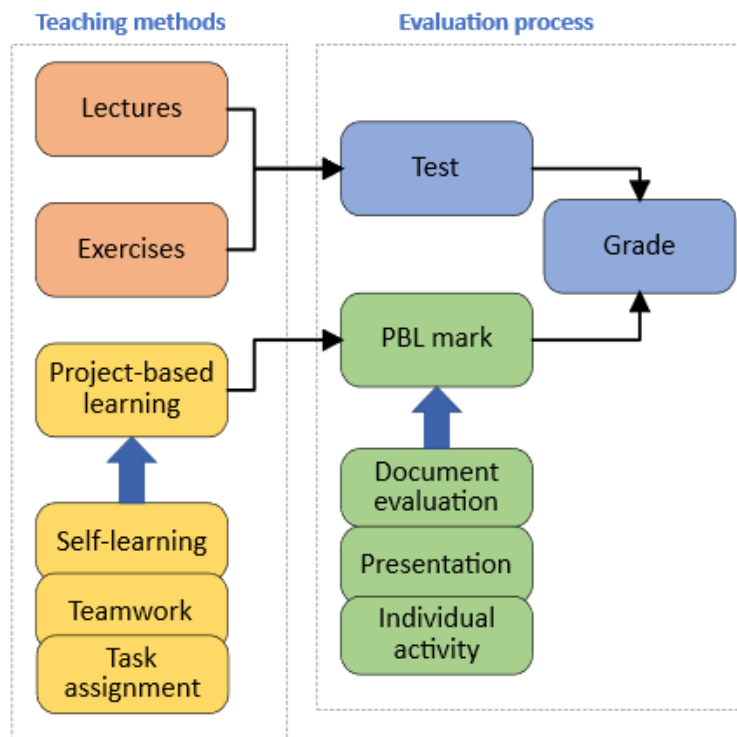 Teaching methods
Evaluation process
Lectures
Exercises
Test
Grade
Project-based
learning
PBL mark
Self-learning
Teamwork
Task
assignment
Document
evaluation
Presentation
Individual
activity